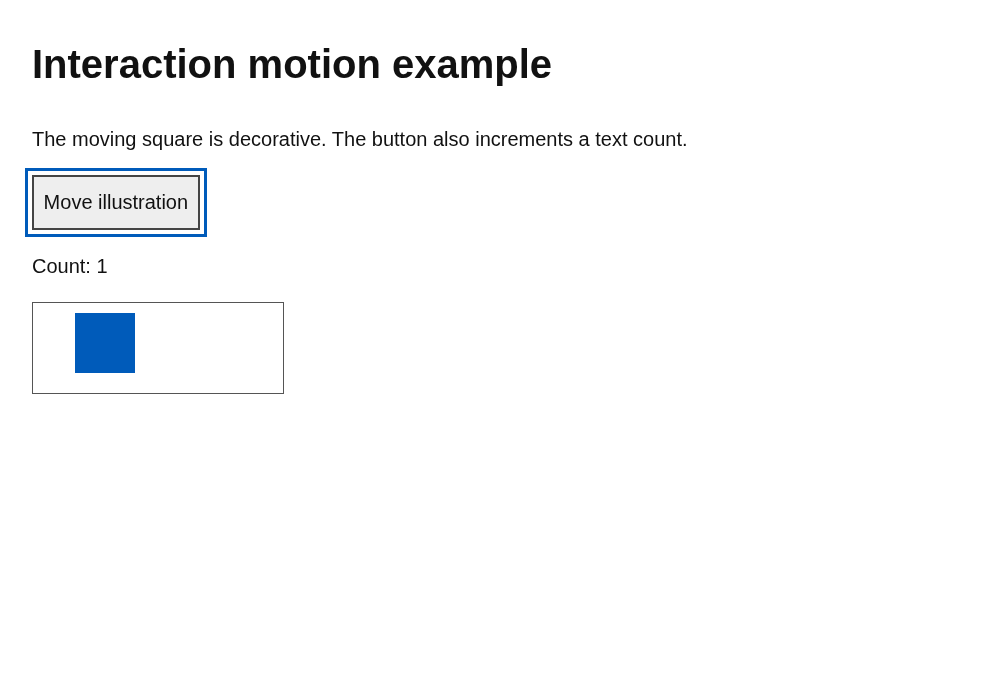 Interaction motion example
The moving square is decorative. The button also increments a text count.
Move illustration
Count: 1